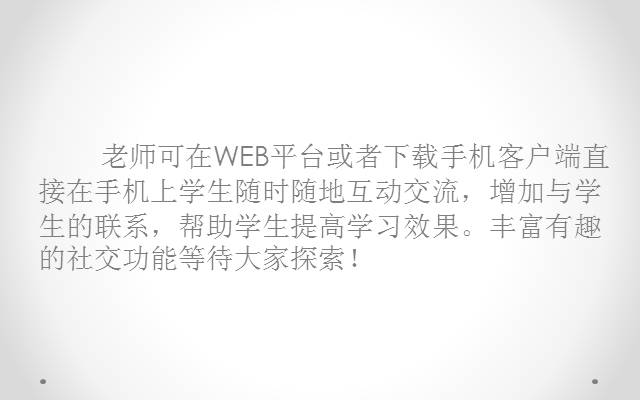 老师可在WEB平台或者下载手机客户端直
接在手机上学生随时随地互动交流，增加与学
生的联系，帮助学生提高学习效果。丰富有趣
的社交功能等待大家探索！